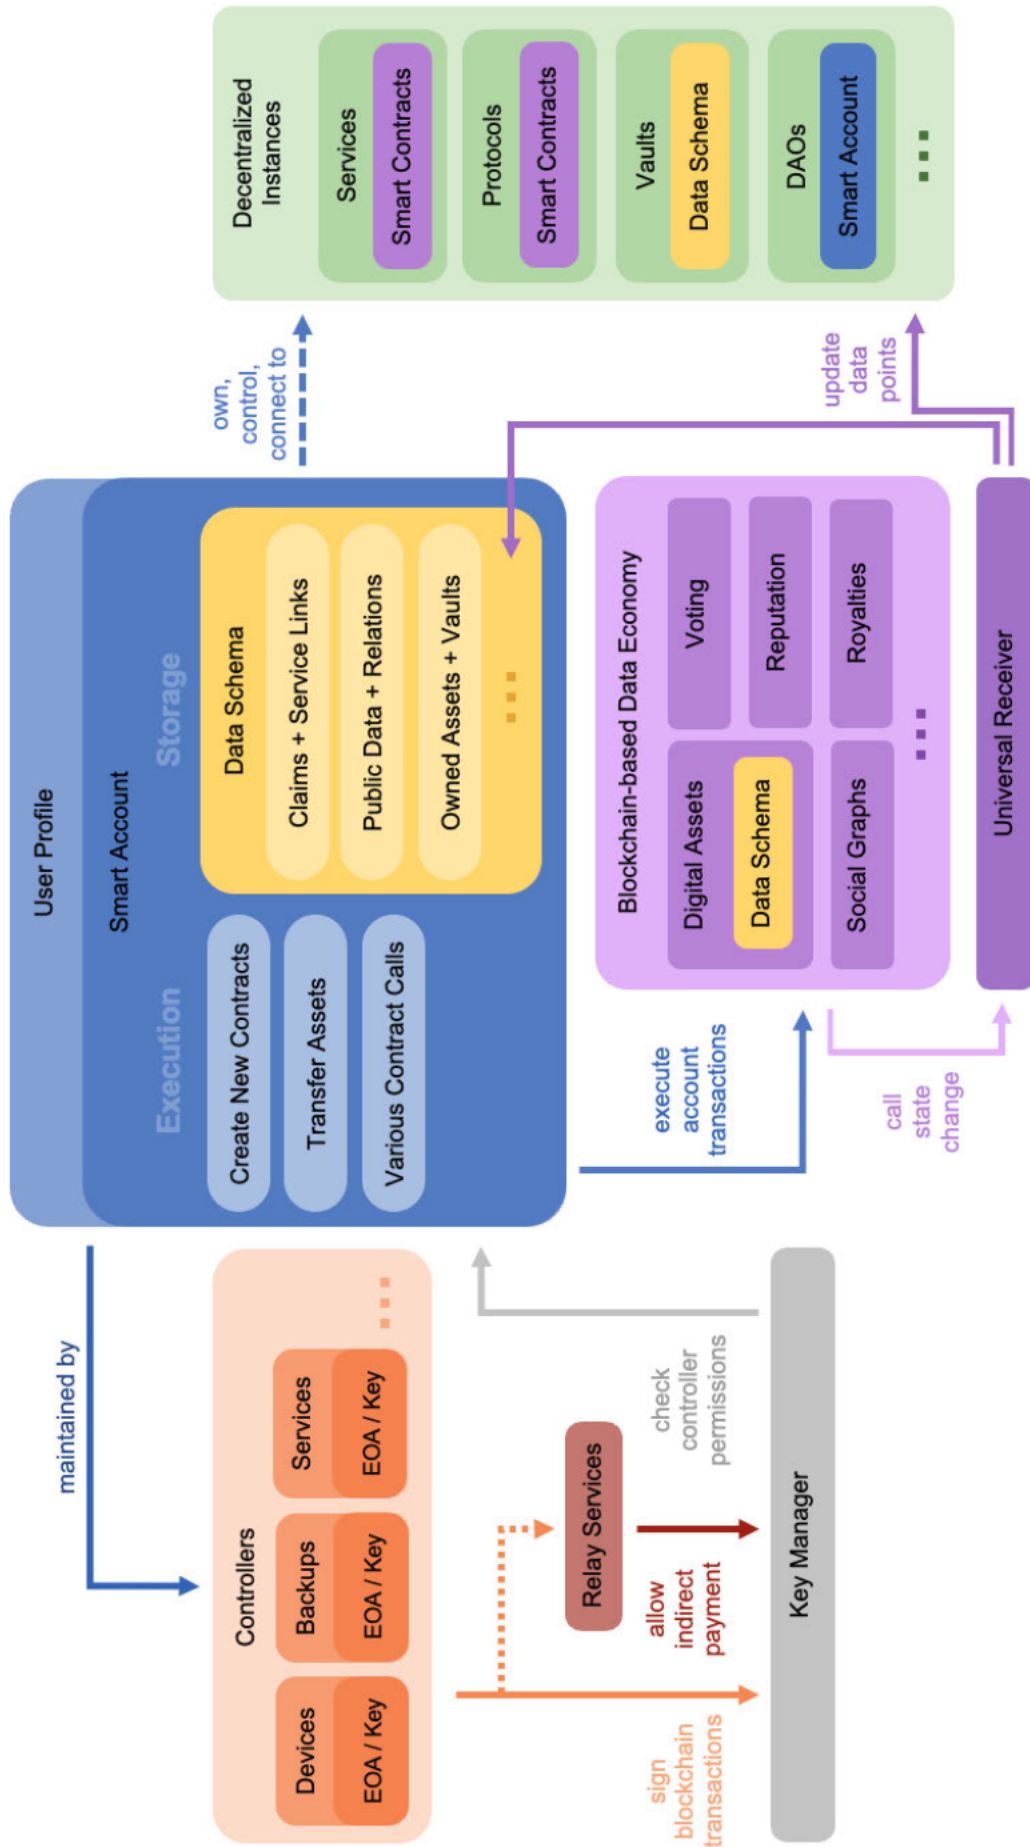 User Profile
Smart Account
Execution
Storage
Create New Contracts
Transfer Assets
Various Contract Calls
Data Schema
Claims + Service Links
Public Data + Relations
Owned Assets + Vaults
...
maintained by
Controllers
Devices
EOA / Key
Backups
EOA / Key
Services
EOA / Key
...
sign
blockchain
transactions
Relay Services
allow
indirect
payment
check
controller
permissions
Key Manager
execute
account
transactions
Blockchain-based Data Economy
Digital Assets
Data Schema
Voting
Reputation
Social Graphs
Royalties
...
call
state
change
Universal Receiver
update
data
points
own,
control,
connect to
Decentralized
Instances
Services
Smart Contracts
Protocols
Smart Contracts
Vaults
Data Schema
DAOs
Smart Account
...